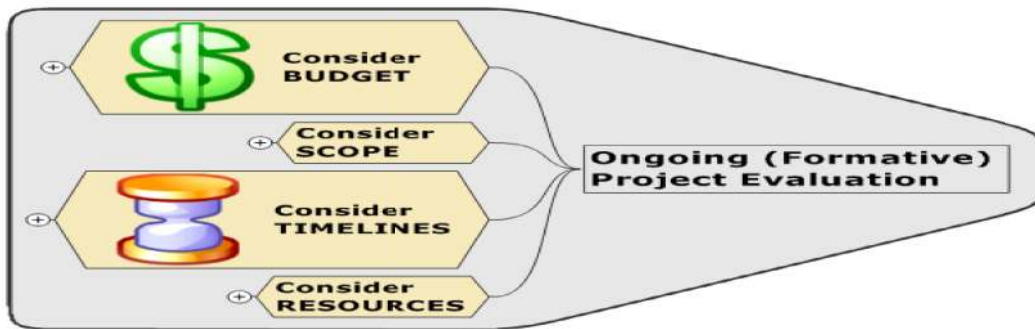 Consider
BUDGET
Consider
SCOPE
Ongoing (Formative)
Project Evaluation
Consider
TIMELINES
Consider
RESOURCES